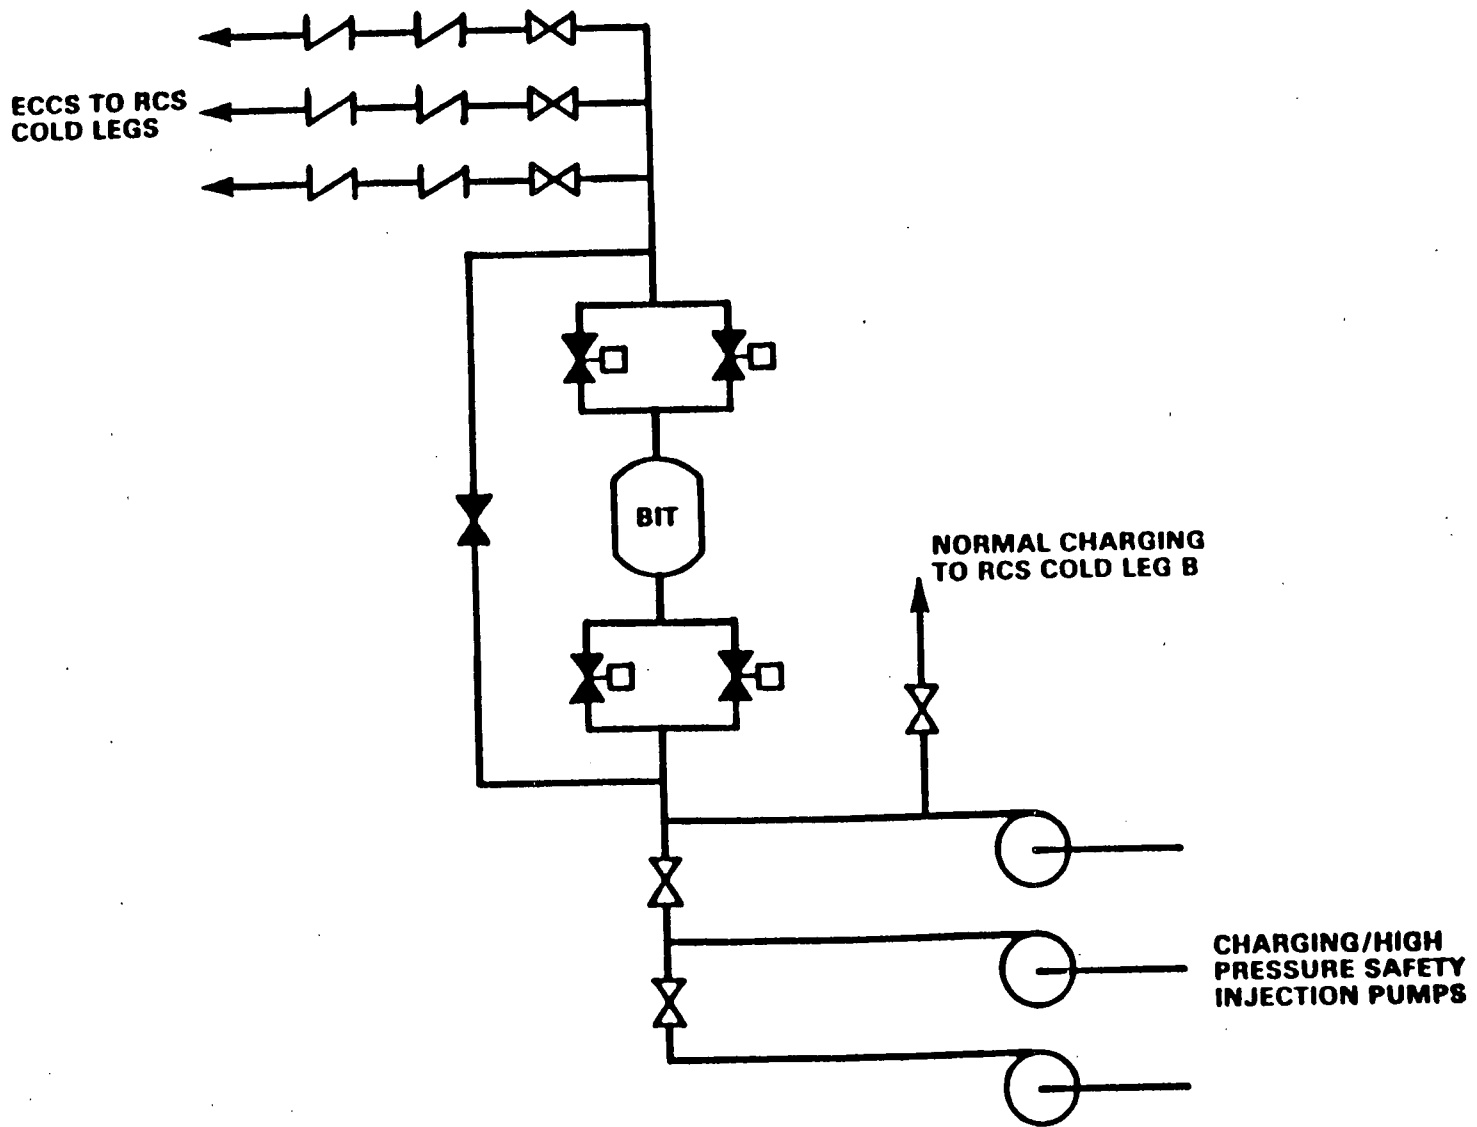 ECCS TO RCS
COLD LEGS
BIT
NORMAL CHARGING
TO RCS COLD LEG B
CHARGING/HIGH
PRESSURE SAFETY
INJECTION PUMPS